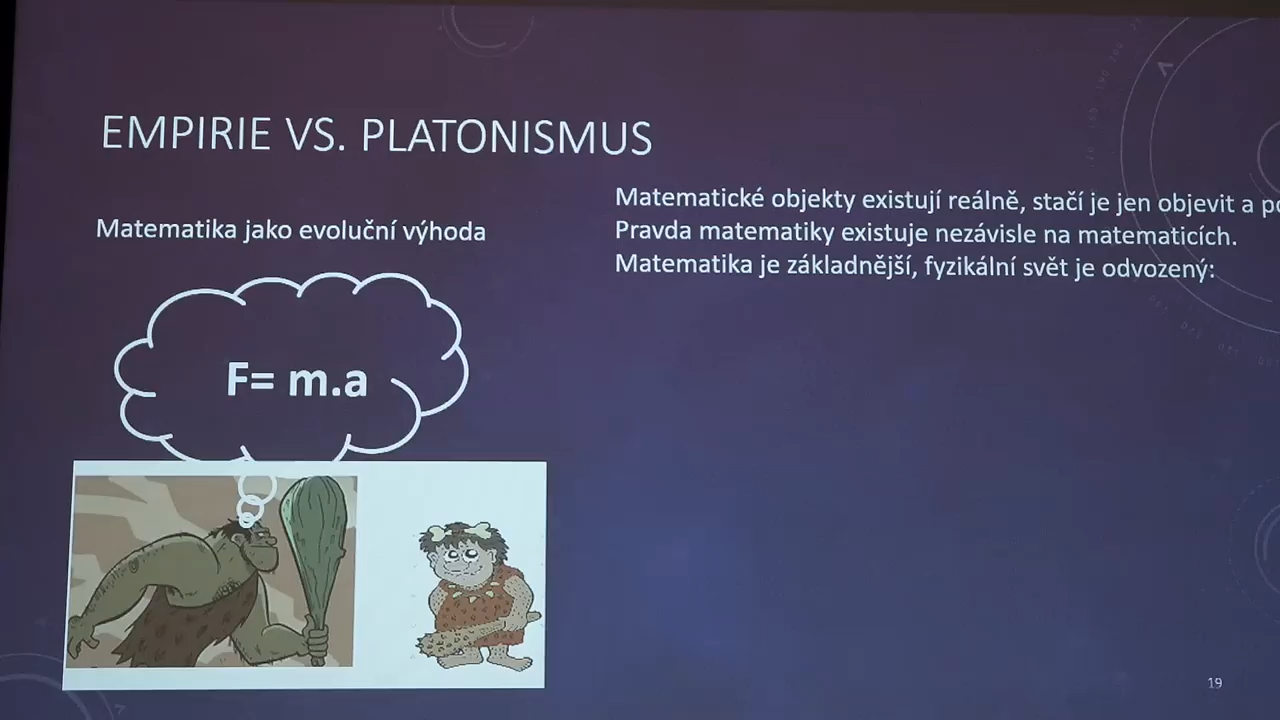 EMPIRIE VS. PLATONISMUS
Matematika jako evoluční výhoda
F= m.a
Matematické objekty existují reálně, stačí je jen objevit a
Pravda matematiky existuje nezávisle na matematicích.
Matematika je základnější, fyzikální svět je odvozený:
19